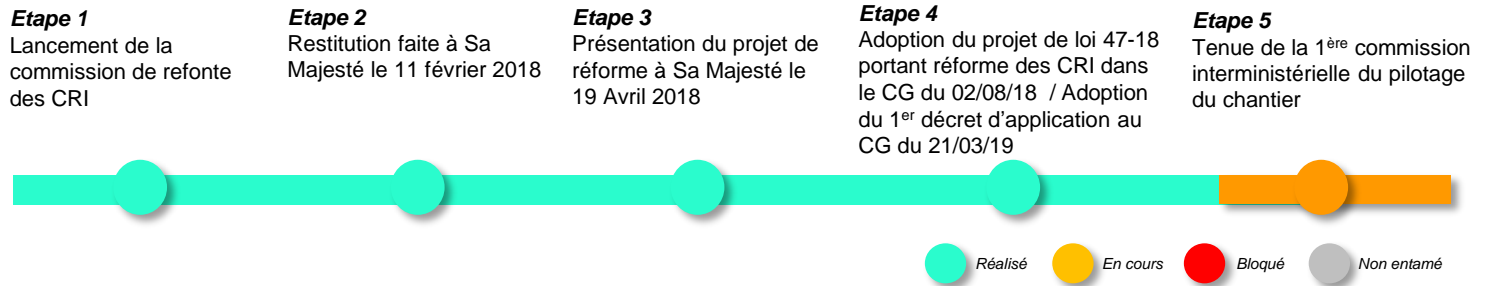 Etape 1
Lancement de la
commission de refonte
des CRI
Etape 2
Restitution faite à Sa
Majesté le 11 février 2018
Etape 3
Présentation du projet de
réforme à Sa Majesté le
19 Avril 2018
Etape 4
Adoption du projet de loi 47-18
portant réforme des CRI dans
le CG du 02/08/18 / Adoption
du 1er décret d'application au
CG du 21/03/19
Etape 5
Tenue de la 1ère commission
interministérielle du pilotage
du chantier
Réalisé
En cours
Bloqué
Non entamé